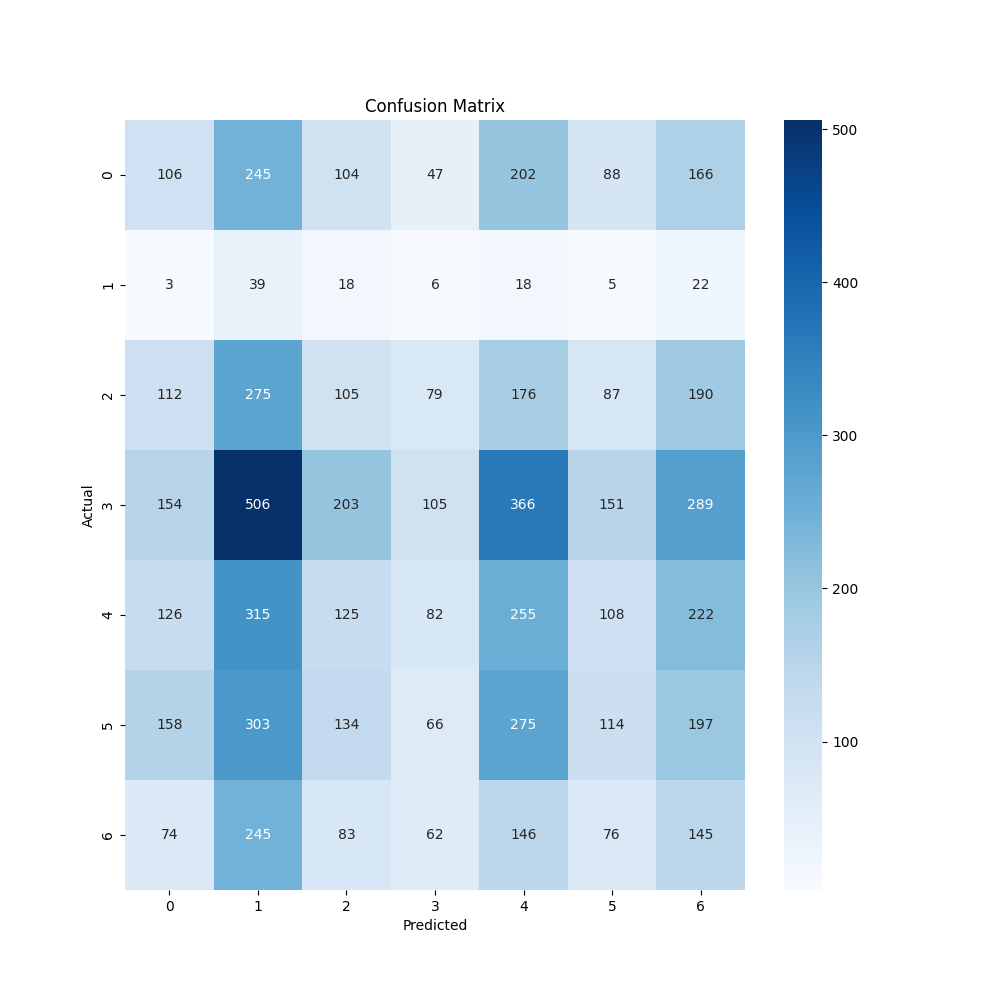 Confusion Matrix
0 106 245 104 47 202 88 166
1 3 39 18 6 18 5 22
2 112 275 105 79 176 87 190
3 154 506 203 105 366 151 289
4 126 315 125 82 255 108 222
5 158 303 134 66 275 114 197
6 74 245 83 62 146 76 145
0 1 2 3 4 5 6
Predicted
Actual
500
400
300
200
100